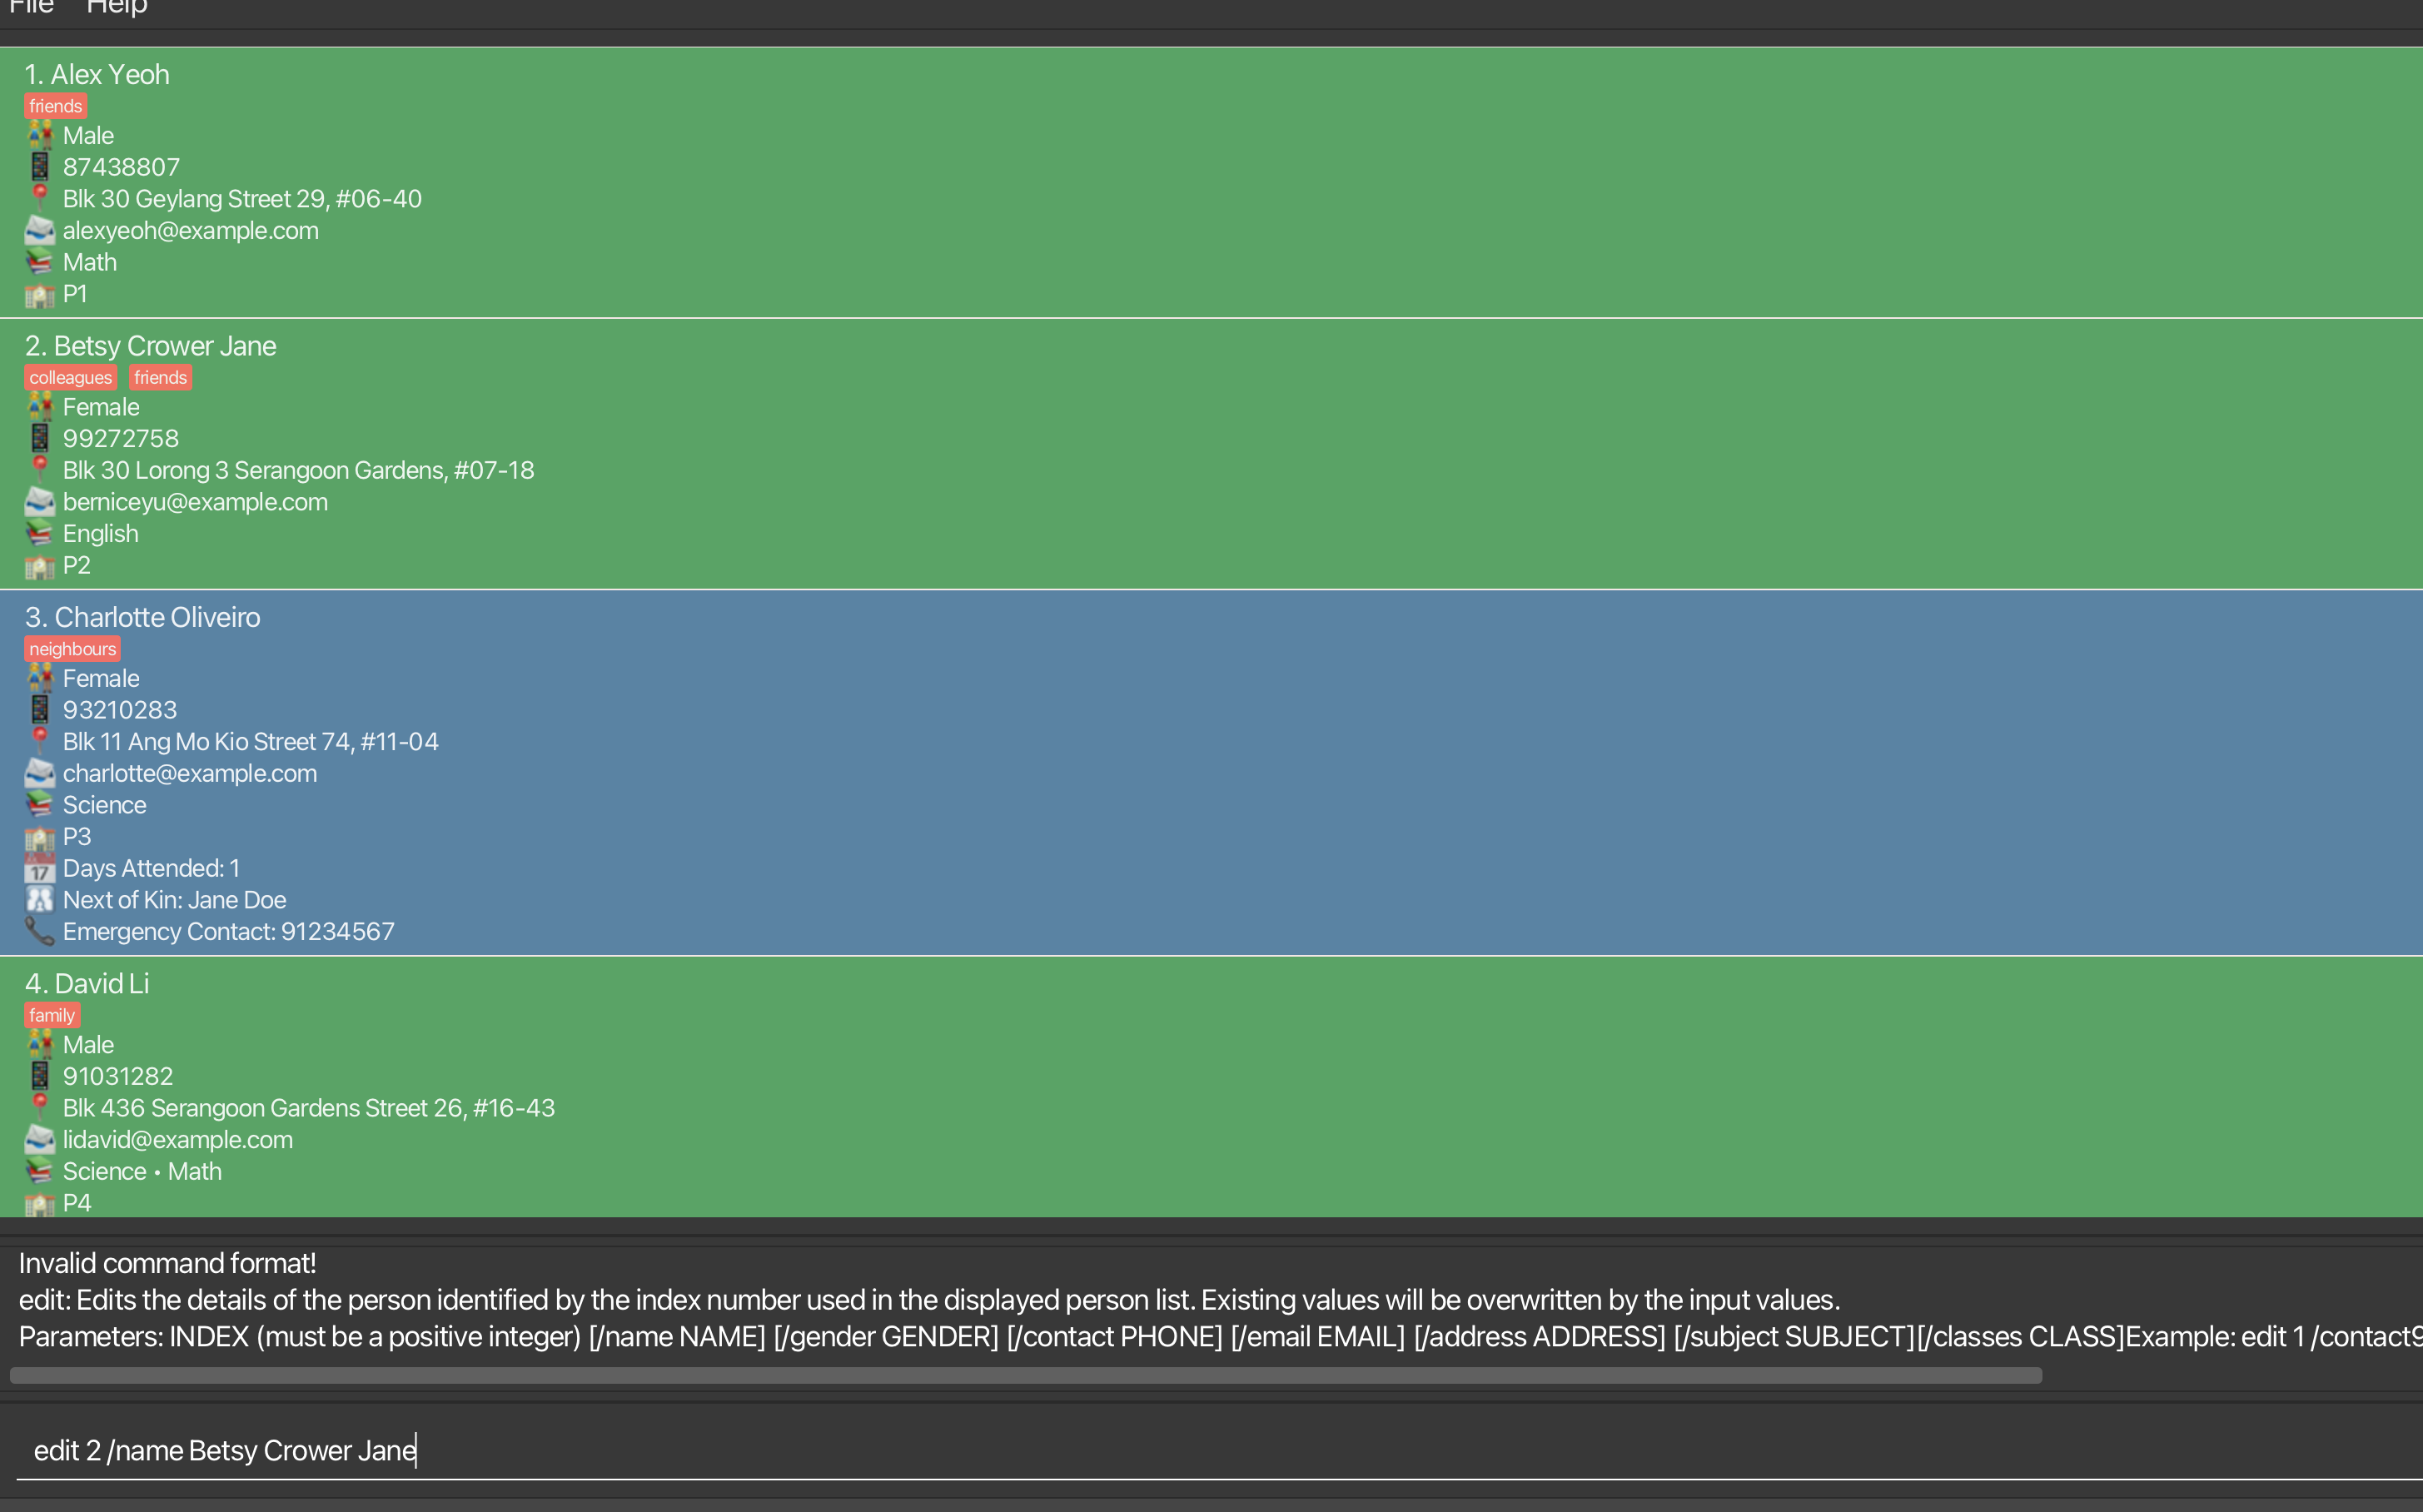 File Help
1. Alex Yeoh
friends
Male
87438807
Blk 30 Geylang Street 29, #06-40
alexyeoh@example.com
Math
P1
2. Betsy Crower Jane
colleagues friends
Female
99272758
Blk 30 Lorong 3 Serangoon Gardens, #07-18
berniceyu@example.com
English
P2
3. Charlotte Oliveiro
neighbours
Female
93210283
Blk 11 Ang Mo Kio Street 74, #11-04
charlotte@example.com
Science
P3
17 Days Attended: 1
Next of Kin: Jane Doe
Emergency Contact: 91234567
4. David Li
family
Male
91031282
Blk 436 Serangoon Gardens Street 26, #16-43
lidavid@example.com
Science • Math
P4
Invalid command format!
edit: Edits the details of the person identified by the index number used in the displayed person list. Existing values will be overwritten by the input values.
Parameters: INDEX (must be a positive integer) [/name NAME] [/gender GENDER] [/contact PHONE] [/email EMAIL] [/address ADDRESS] [/subject SUBJECT][/classes CLASS]Example: edit 1 /contact9
edit 2 /name Betsy Crower Jane